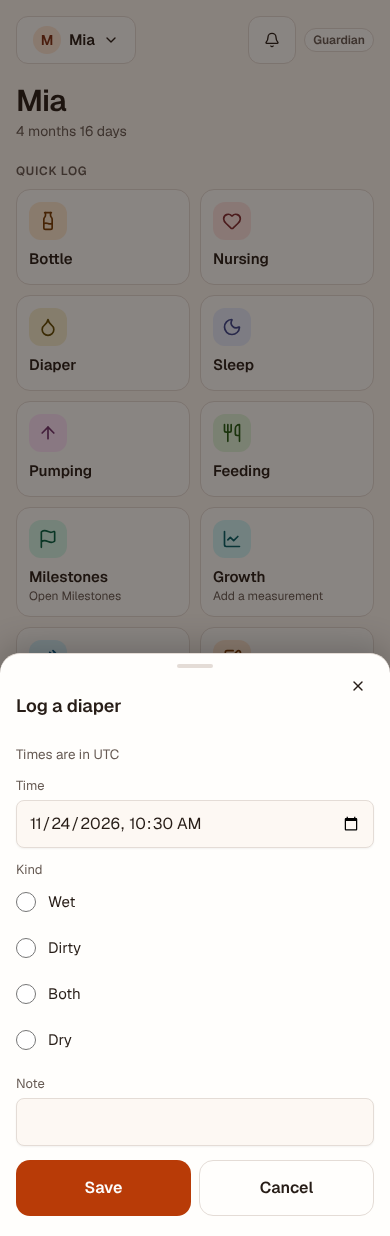 M Mia
Guardian
Mia
4 months 16 days
QUICK LOG
Bottle
Nursing
Diaper
Sleep
Pumping
Feeding
Milestones
Open Milestones
Growth
Add a measurement
Log a diaper
Times are in UTC
Time
11/24/2026, 10:30 AM
Kind
Wet
Dirty
Both
Dry
Note
Save
Cancel